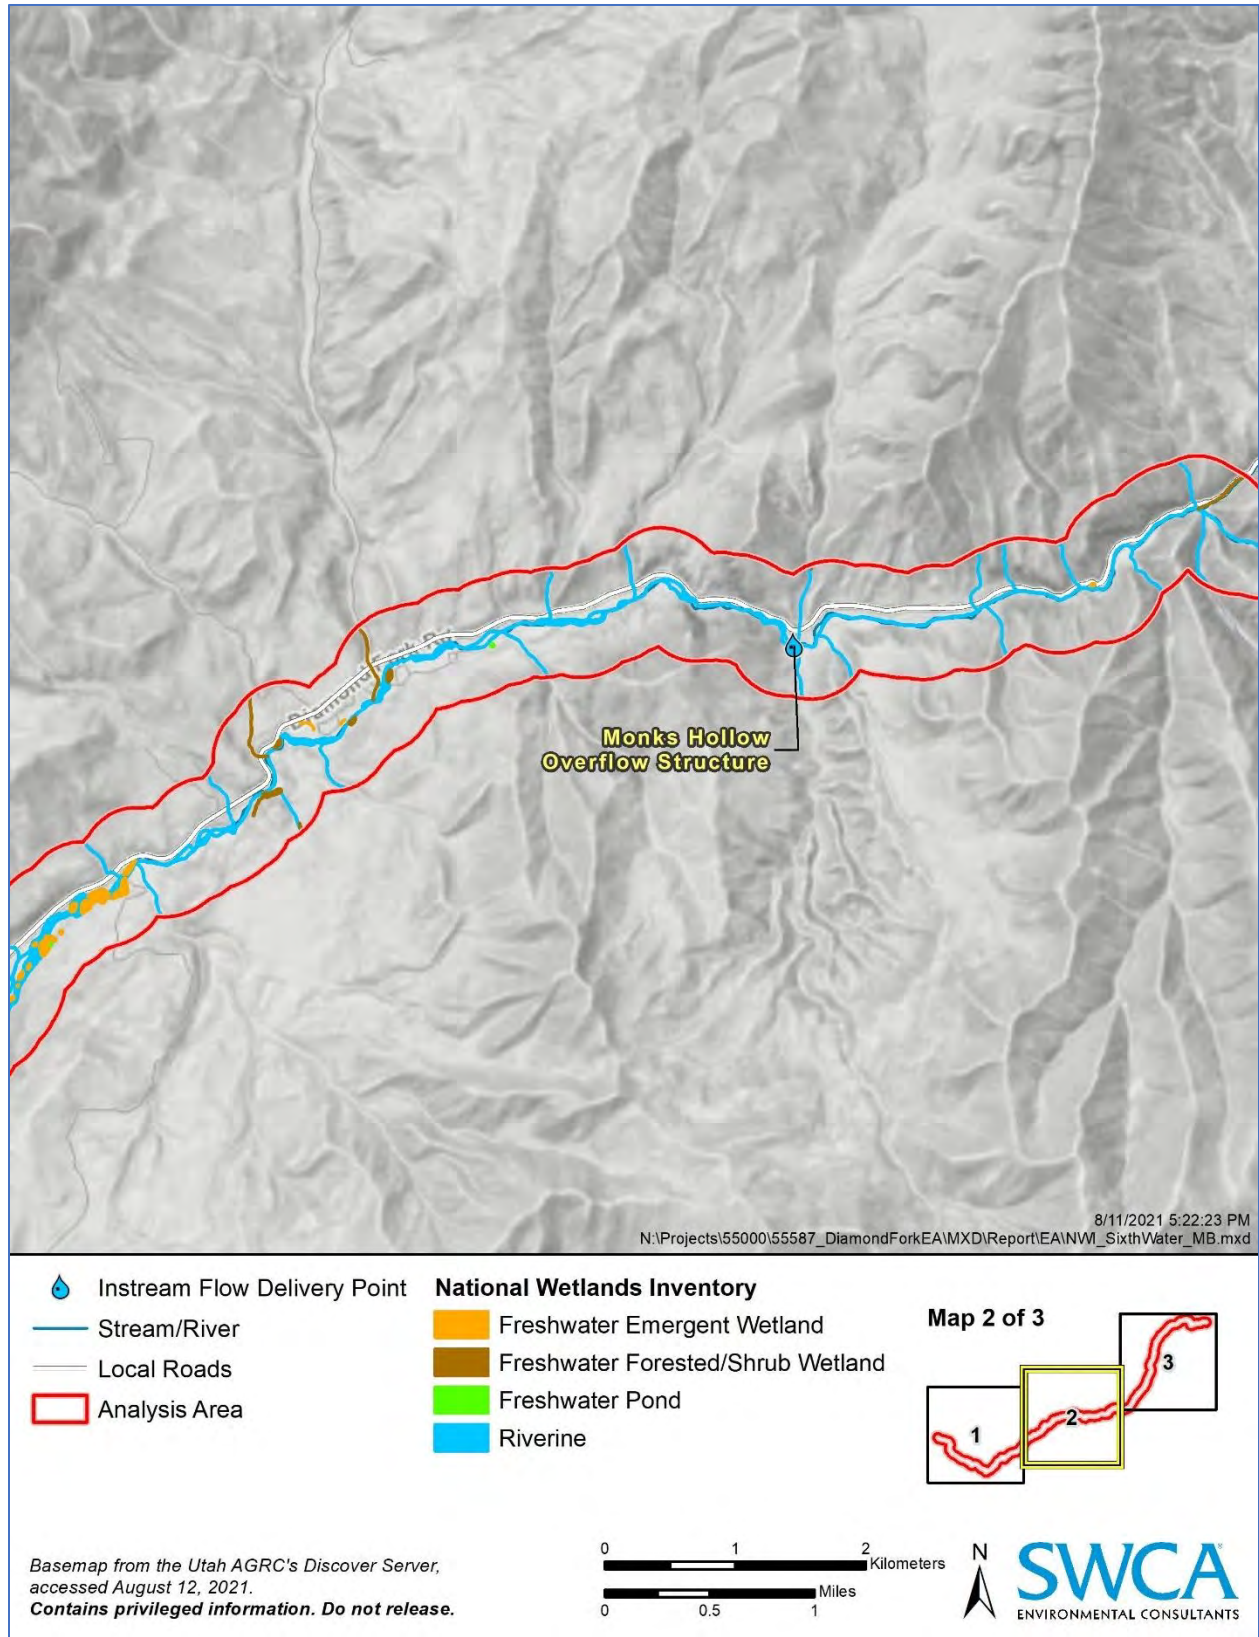 Diamond Fork Rd
Monks Hollow
Overflow Structure
8/11/2021 5:22:23 PM
N:\Projects\55000\55587_DiamondForkEA\MXD\Report\EA\NWI_SixthWater_MB.mxd
Instream Flow Delivery Point
Stream/River
Local Roads
Analysis Area
National Wetlands Inventory
Freshwater Emergent Wetland
Freshwater Forested/Shrub Wetland
Freshwater Pond
Riverine
Map 2 of 3
1
2
3
Basemap from the Utah AGRC's Discover Server,
accessed August 12, 2021.
Contains privileged information. Do not release.
0 1 2
Kilometers
Miles
0 0.5 1
N
SWCA
ENVIRONMENTAL CONSULTANTS